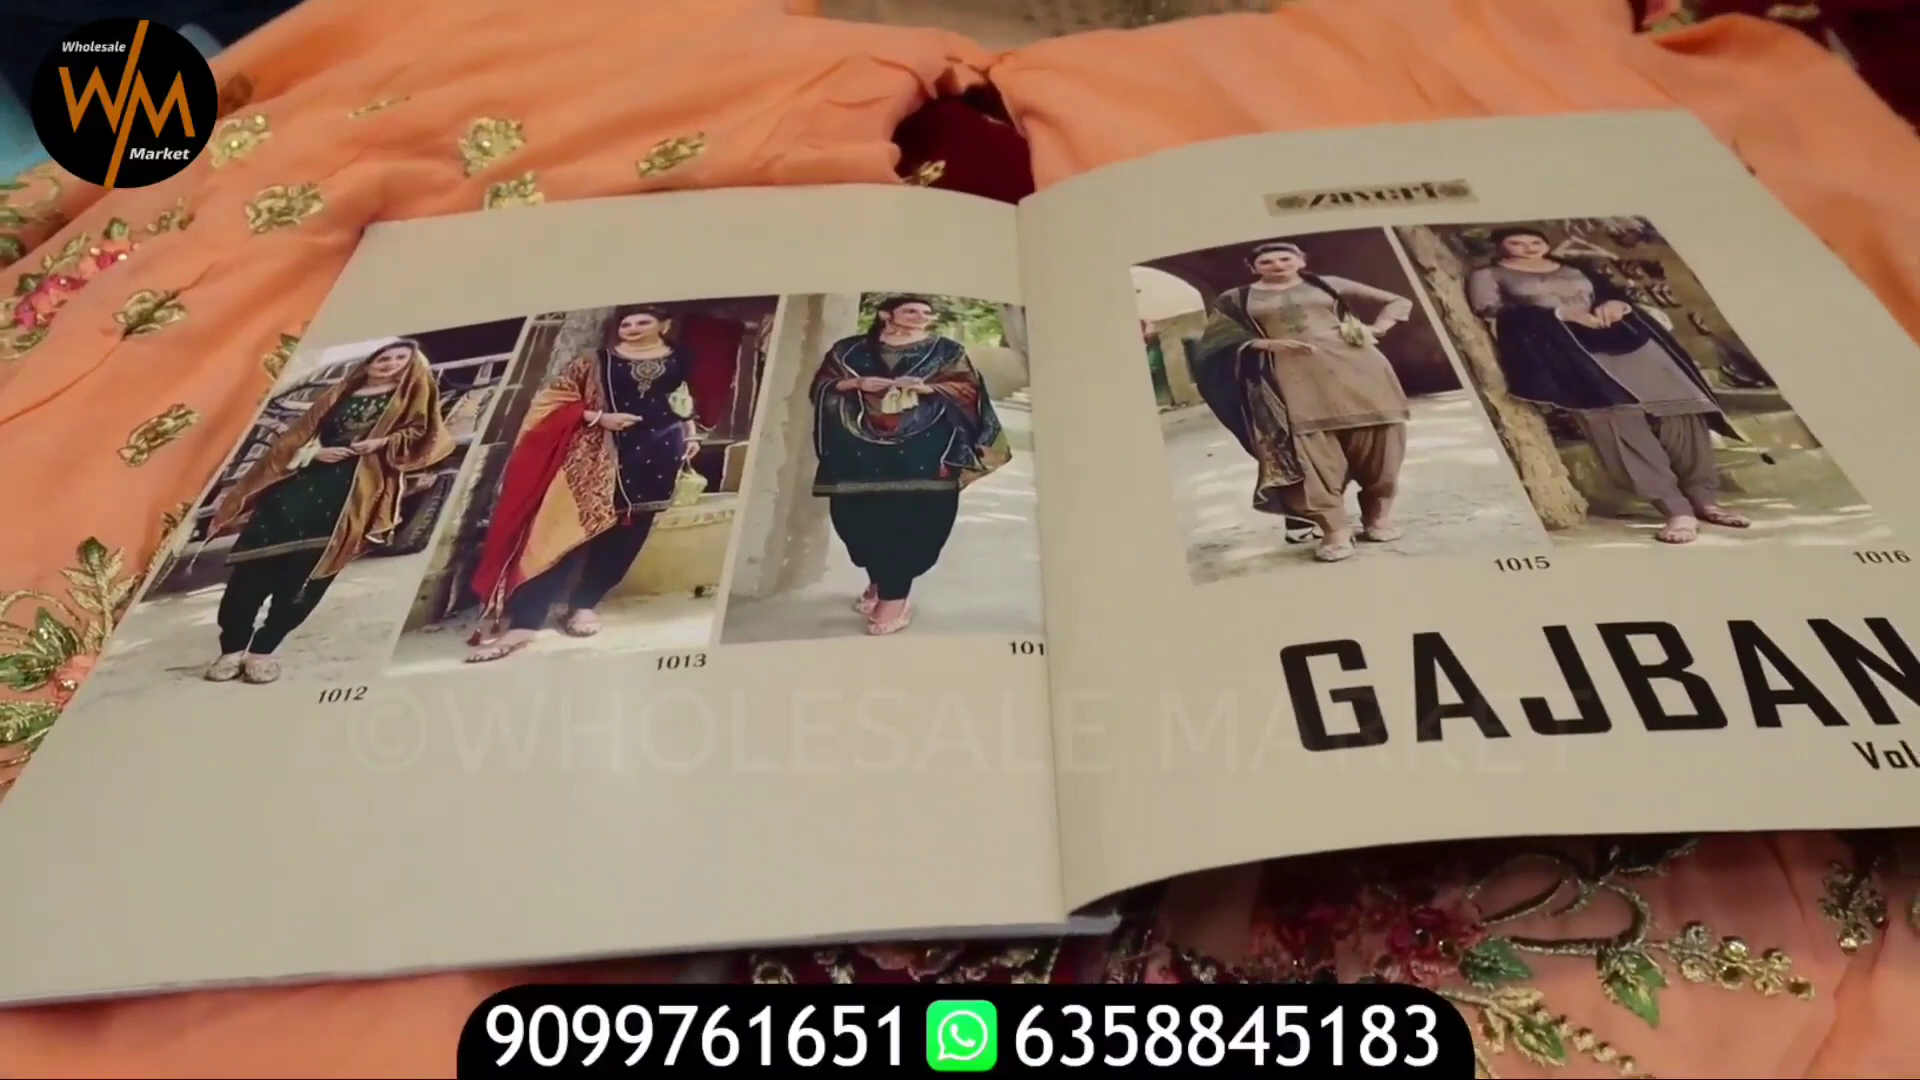 Wholesale
WM
Market
zaveri
1012
1013
101
1015
1016
GAJBAN
Vol
©WHOLESALE MARKET
9099761651 6358845183